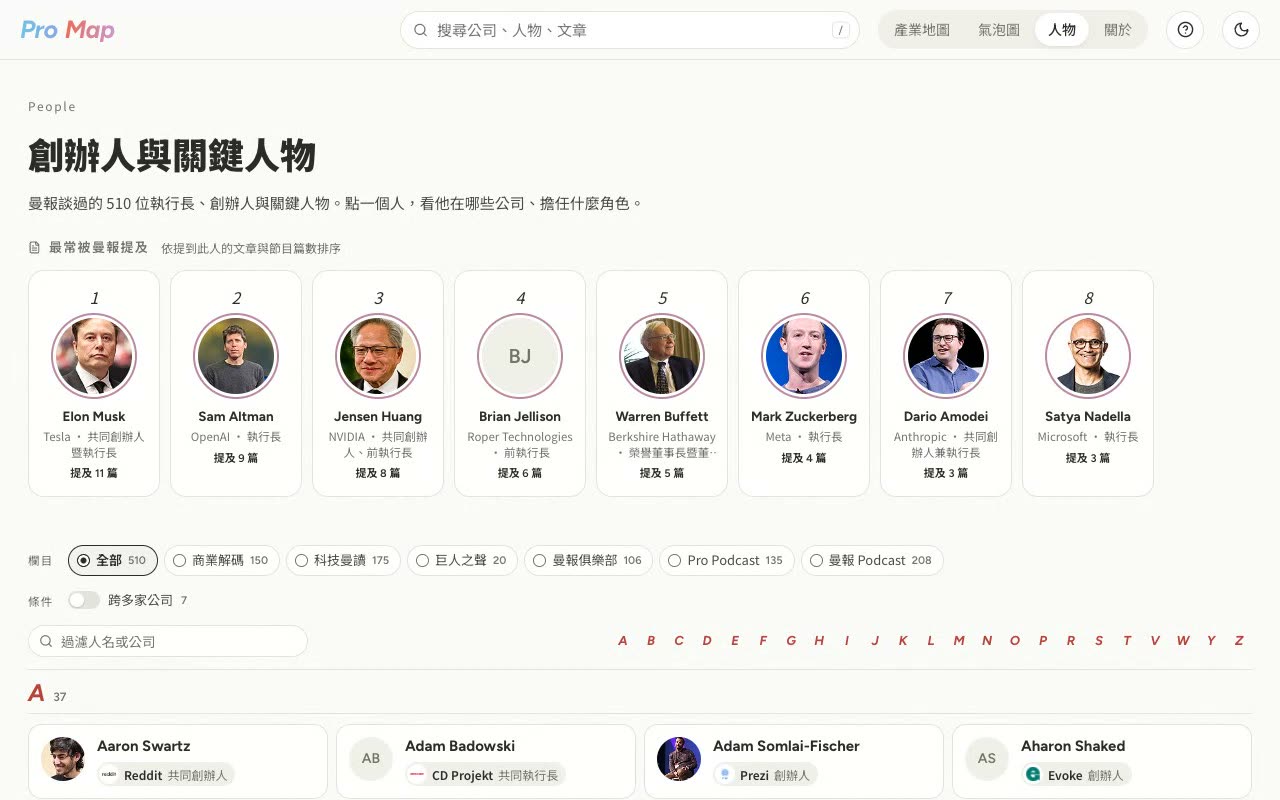 Pro Map
搜尋公司、人物、文章
/
產業地圖
氣泡圖
人物
關於
People
創辦人與關鍵人物
曼報談過的 510 位執行長、創辦人與關鍵人物。點一個人，看他在哪些公司、擔任什麼角色。
最常被曼報提及 依提到此人的文章與節目篇數排序
1
Elon Musk
Tesla · 共同創辦人
暨執行長
提及 11 篇
2
Sam Altman
OpenAI · 執行長
提及 9 篇
3
Jensen Huang
NVIDIA · 共同創辦
人、前執行長
提及 8 篇
4
BJ
Brian Jellison
Roper Technologies
· 前執行長
提及 6 篇
5
Warren Buffett
Berkshire Hathaway
· 榮譽董事長暨董…
提及 5 篇
6
Mark Zuckerberg
Meta · 執行長
提及 4 篇
7
Dario Amodei
Anthropic · 共同創
辦人兼執行長
提及 3 篇
8
Satya Nadella
Microsoft · 執行長
提及 3 篇
欄目 全部 510 商業解碼 150 科技曼讀 175 巨人之聲 20 曼報俱樂部 106 Pro Podcast 135 曼報 Podcast 208
條件 跨多家公司 7
過濾人名或公司
A B C D E F G H I J K L M N O P R S T V W Y Z
A 37
Aaron Swartz
reddit Reddit 共同創辦人
AB
Adam Badowski
CD Projekt 共同執行長
Adam Somlai-Fischer
Prezi 創辦人
AS
Aharon Shaked
Evoke 創辦人